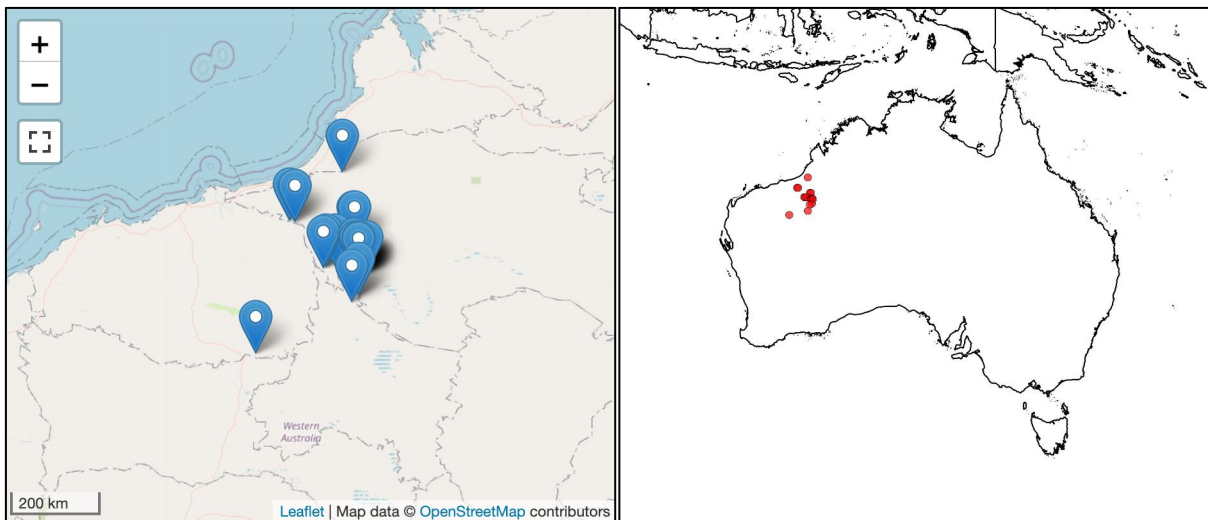 +
−
Western
Australia
200 km
Leaflet | Map data © OpenStreetMap contributors